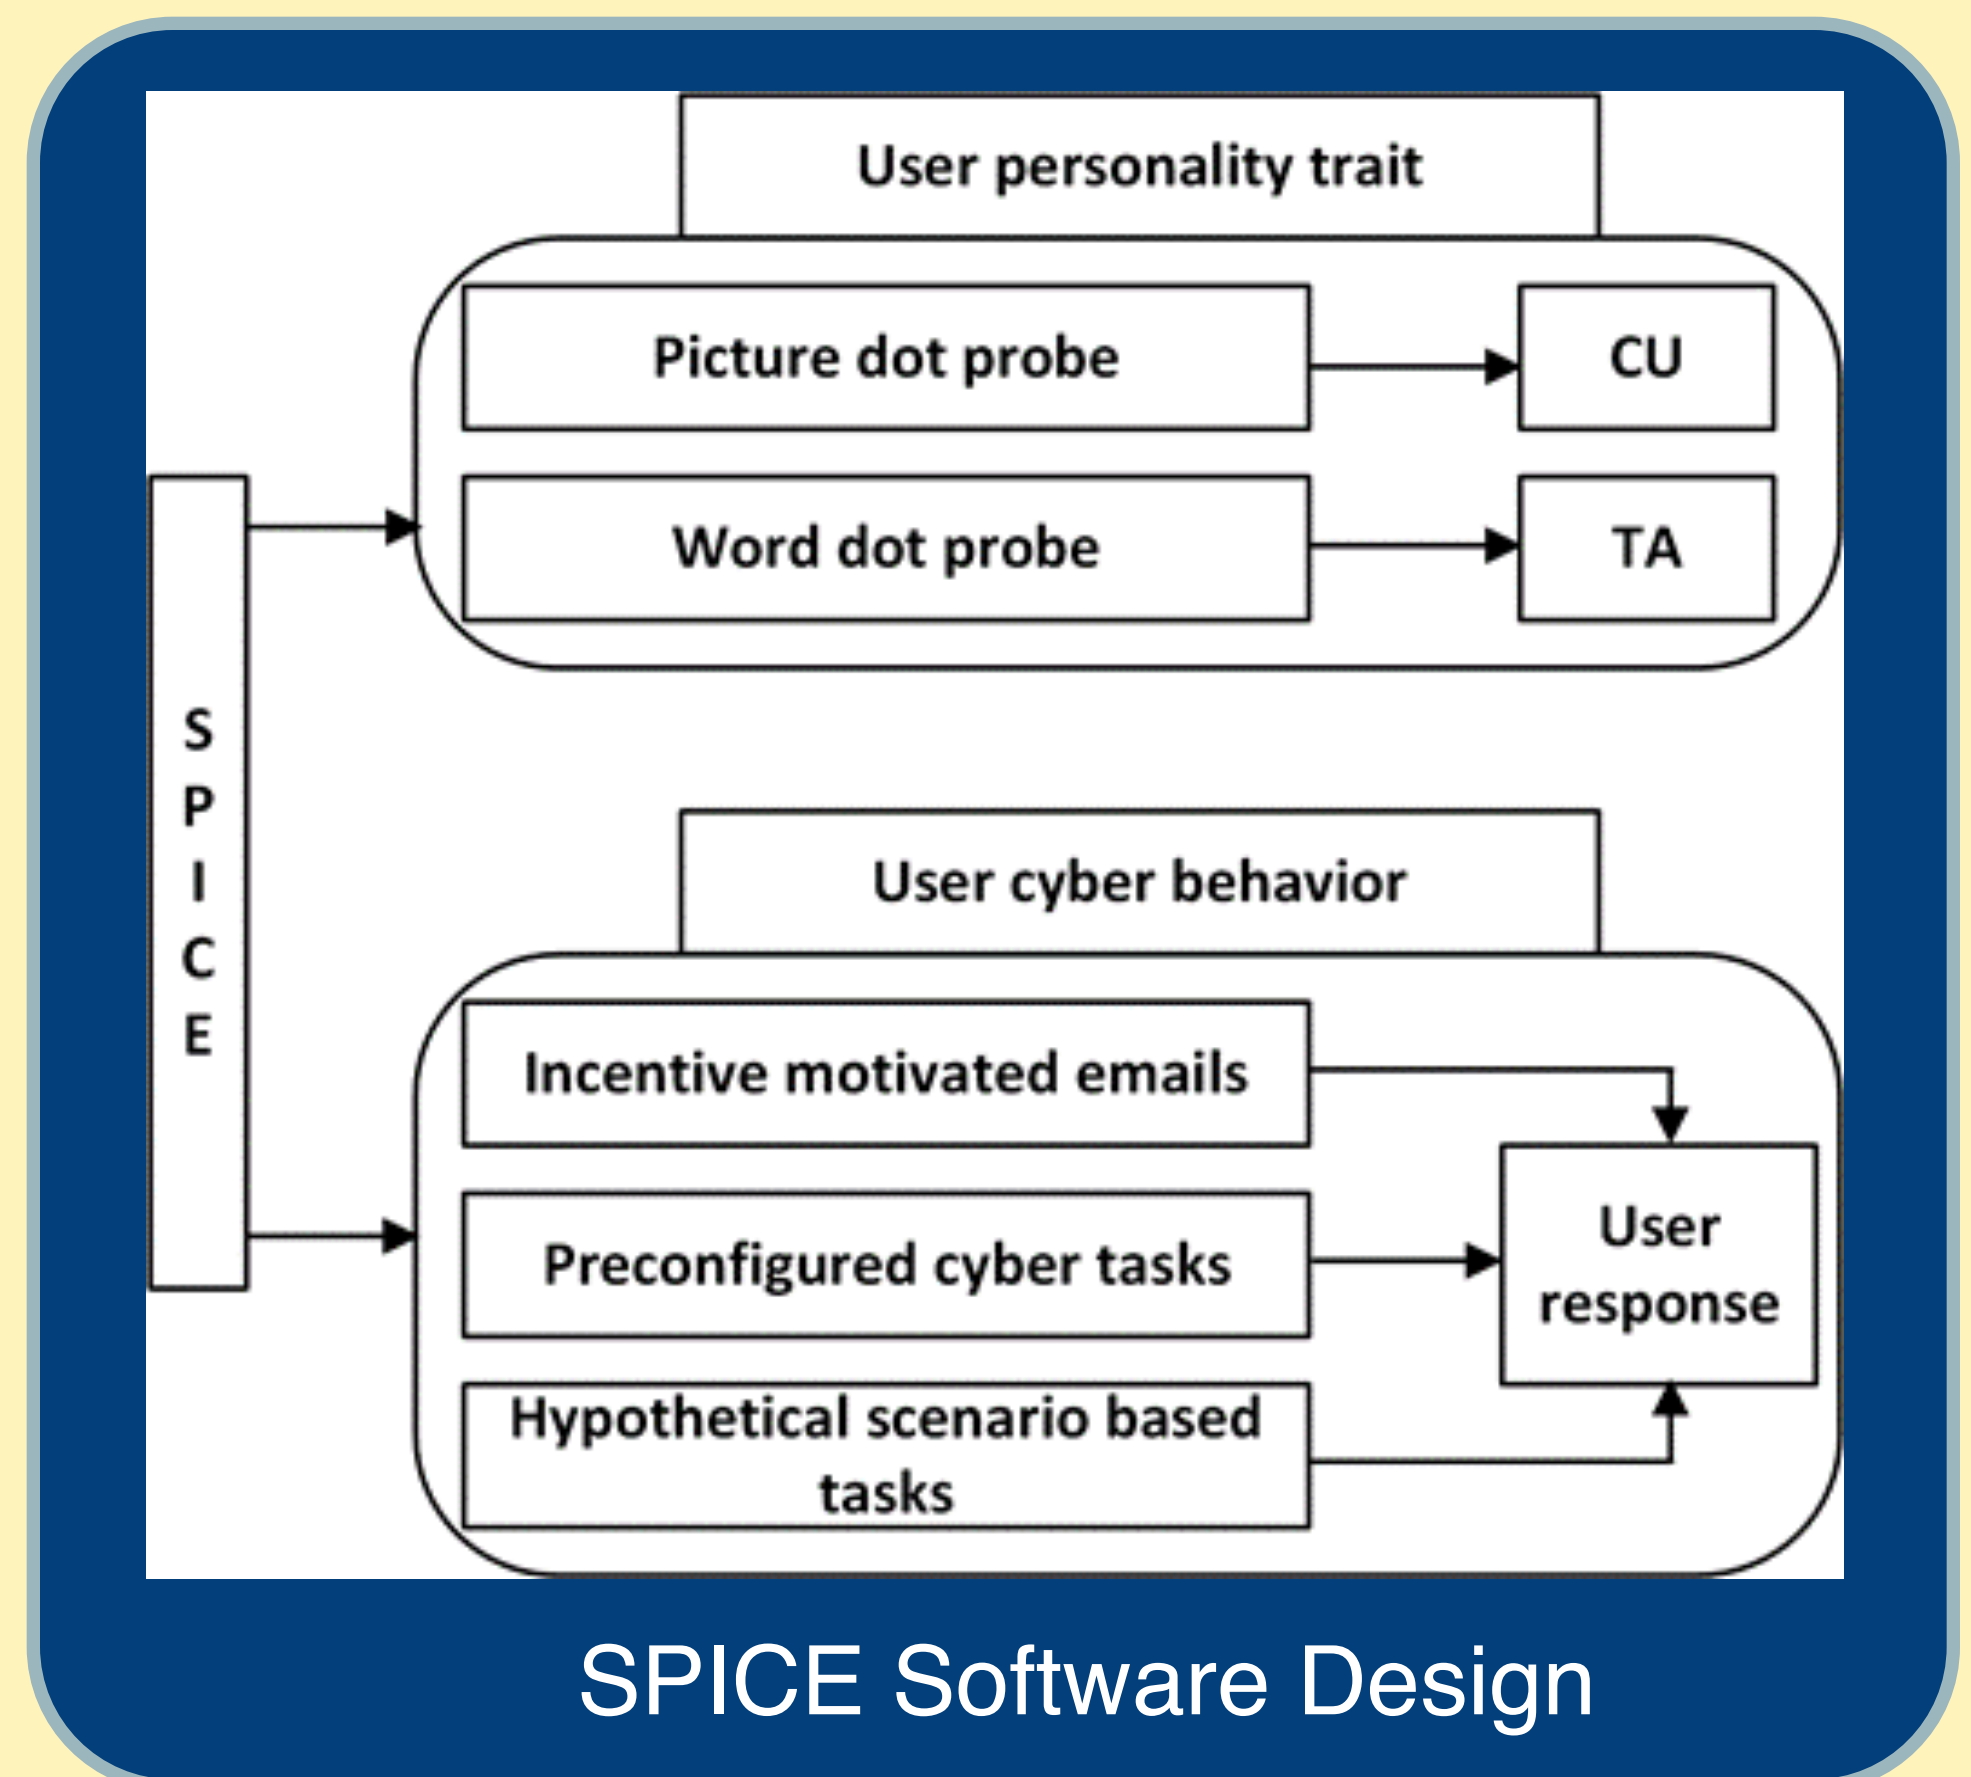 User personality trait
Picture dot probe
CU
Word dot probe
TA
S
P
I
C
E
User cyber behavior
Incentive motivated emails
Preconfigured cyber tasks
User
response
Hypothetical scenario based
tasks
SPICE Software Design